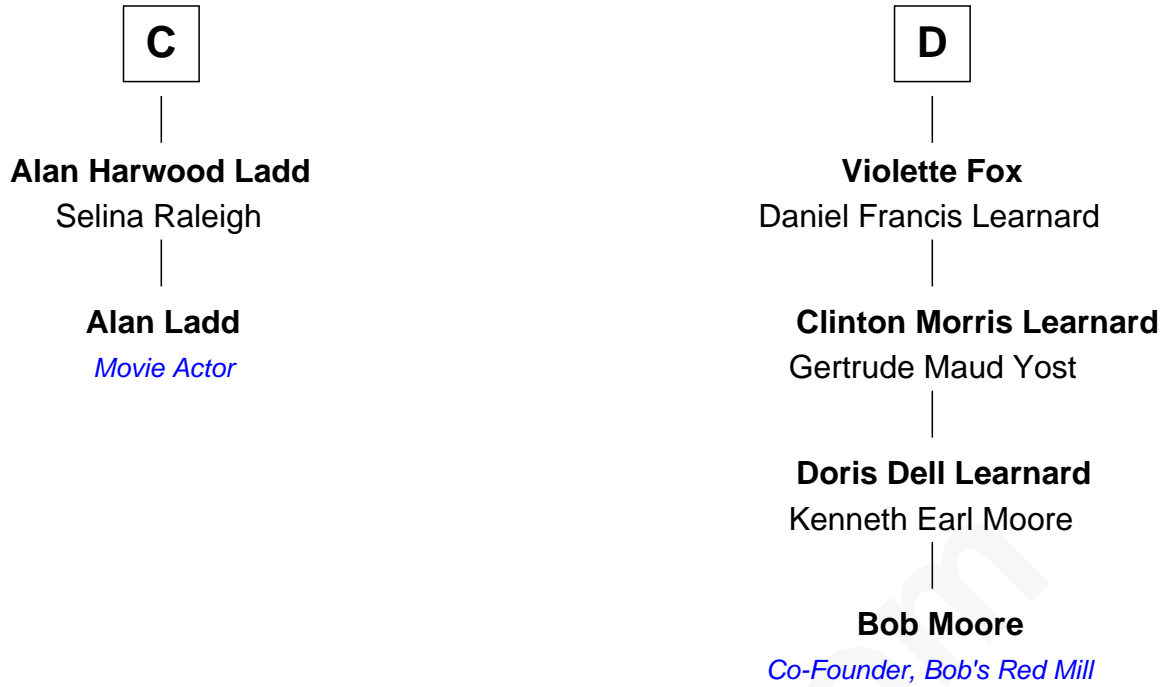 C
Alan Harwood Ladd
Selina Raleigh
Alan Ladd
Movie Actor
D
Violette Fox
Daniel Francis Learnard
Clinton Morris Learnard
Gertrude Maud Yost
Doris Dell Learnard
Kenneth Earl Moore
Bob Moore
Co-Founder, Bob's Red Mill